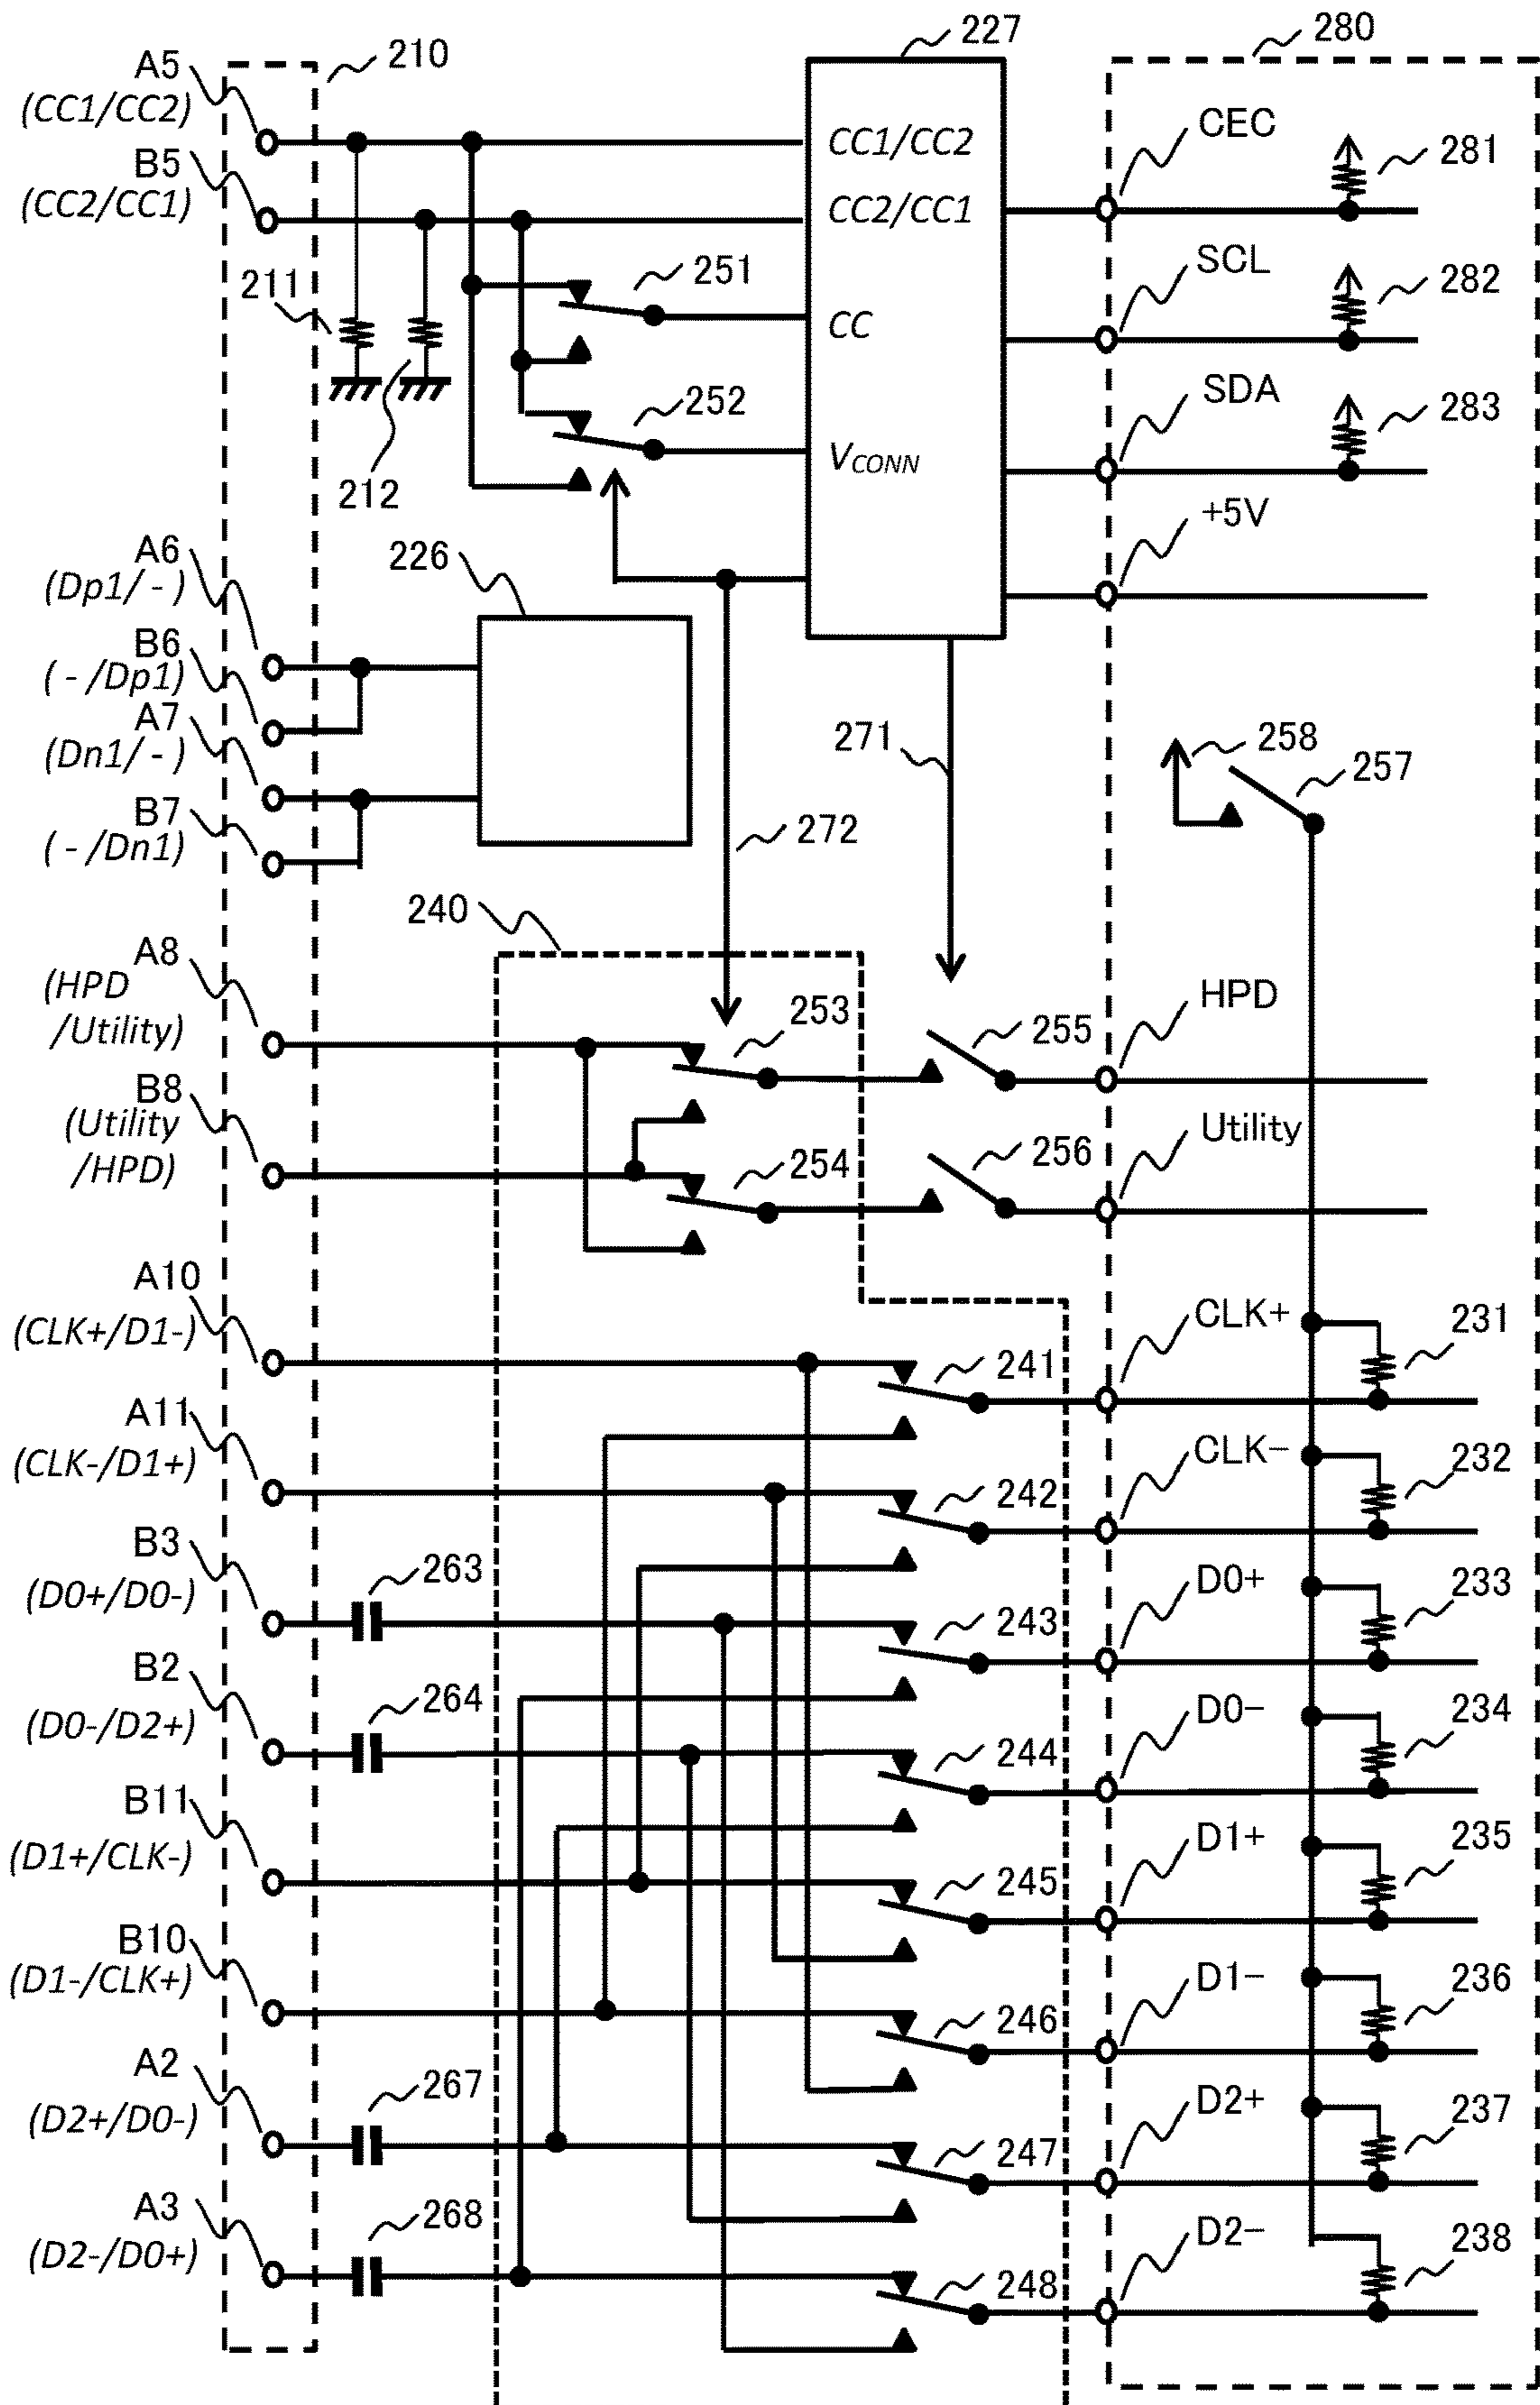 227
280
210
A5
(CC1/CC2)
B5
(CC2/CC1)
CC1/CC2
CC2/CC1
CC
VCONN
CEC
281
SCL
282
SDA
283
+5V
211
212
251
252
A6
(Dp1/ - )
B6
( - /Dp1)
A7
(Dn1/ - )
B7
( - /Dn1)
226
271
272
258
257
240
A8
(HPD
/Utility)
B8
(Utility
/HPD)
253
254
255
256
HPD
Utility
A10
(CLK+/D1-)
241
CLK+
231
A11
(CLK-/D1+)
242
CLK-
232
B3
(D0+/D0-)
263
243
D0+
233
B2
(D0-/D2+)
264
244
D0-
234
B11
(D1+/CLK-)
245
D1+
235
B10
(D1-/CLK+)
246
D1-
236
A2
(D2+/D0-)
267
247
D2+
237
A3
(D2-/D0+)
268
248
D2-
238